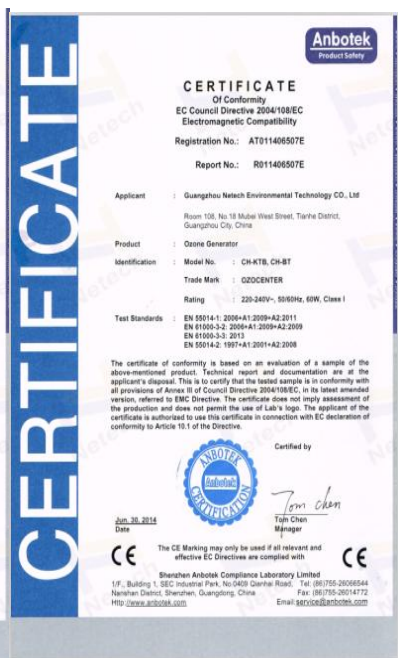 CERTIFICATE
Anbotek
Product Safety
CERTIFICATE
Of Conformity
EC Council Directive 2004/108/EC
Electromagnetic Compatibility
Registration No.: AT011406507E
Report No.: R011406507E
Applicant : Guangzhou Netech Environmental Technology CO., Ltd
Room 108, No.18 Mubei West Street, Tianhe District,
Guangzhou City, China
Product : Ozone Generator
Identification : Model No. : CH-KTB, CH-BT
Trade Mark : OZOCENTER
Rating : 220-240V~, 50/60Hz, 60W, Class I
Test Standards : EN 55014-1: 2006+A1:2009+A2:2011
EN 61000-3-2: 2006+A1:2009+A2:2009
EN 61000-3-3: 2013
EN 55014-2: 1997+A1:2001+A2:2008
The certificate of conformity is based on an evaluation of a sample of the
above-mentioned product. Technical report and documentation are at the
applicant's disposal. This is to certify that the tested sample is in conformity with
all provisions of Annex III of Council Directive 2004/108/EC, in its latest amended
version, referred to EMC Directive. The certificate does not imply assessment of
the production and does not permit the use of Lab's logo. The applicant of the
certificate is authorized to use this certificate in connection with EC declaration of
conformity to Article 10.1 of the Directive.
Certified by
ANBOTEK
Anbotek
CERTIFICATION
Tom chen
Jun. 30, 2014
Tom Chen
Date
Manager
CE
The CE Marking may only be used if all relevant and
effective EC Directives are complied with
CE
Shenzhen Anbotek Compliance Laboratory Limited
1/F., Building 1, SEC Industrial Park, No.0409 Qianhai Road, Tel: (86)755-26066544
Nanshan District, Shenzhen, Guangdong, China Fax: (86)755-26014772
Http://www.anbotek.com Email:service@anbotek.com